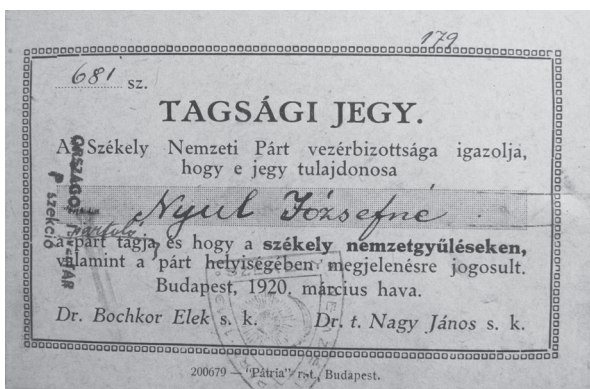 179
681 sz.
TAGSÁGI JEGY.
A Székely Nemzeti Párt vezérbizottsága igazolja,
hogy e jegy tulajdonosa
Nyul Józsefné
pártoló
a párt tagja, és hogy a székely nemzetgyűléseken,
valamint a párt helyiségében megjelenésre jogosult.
Budapest, 1920. március hava.
Dr. Bochkor Elek s. k. Dr. t. Nagy János s. k.
200679 — "Pátria" rt., Budapest.
P szekció